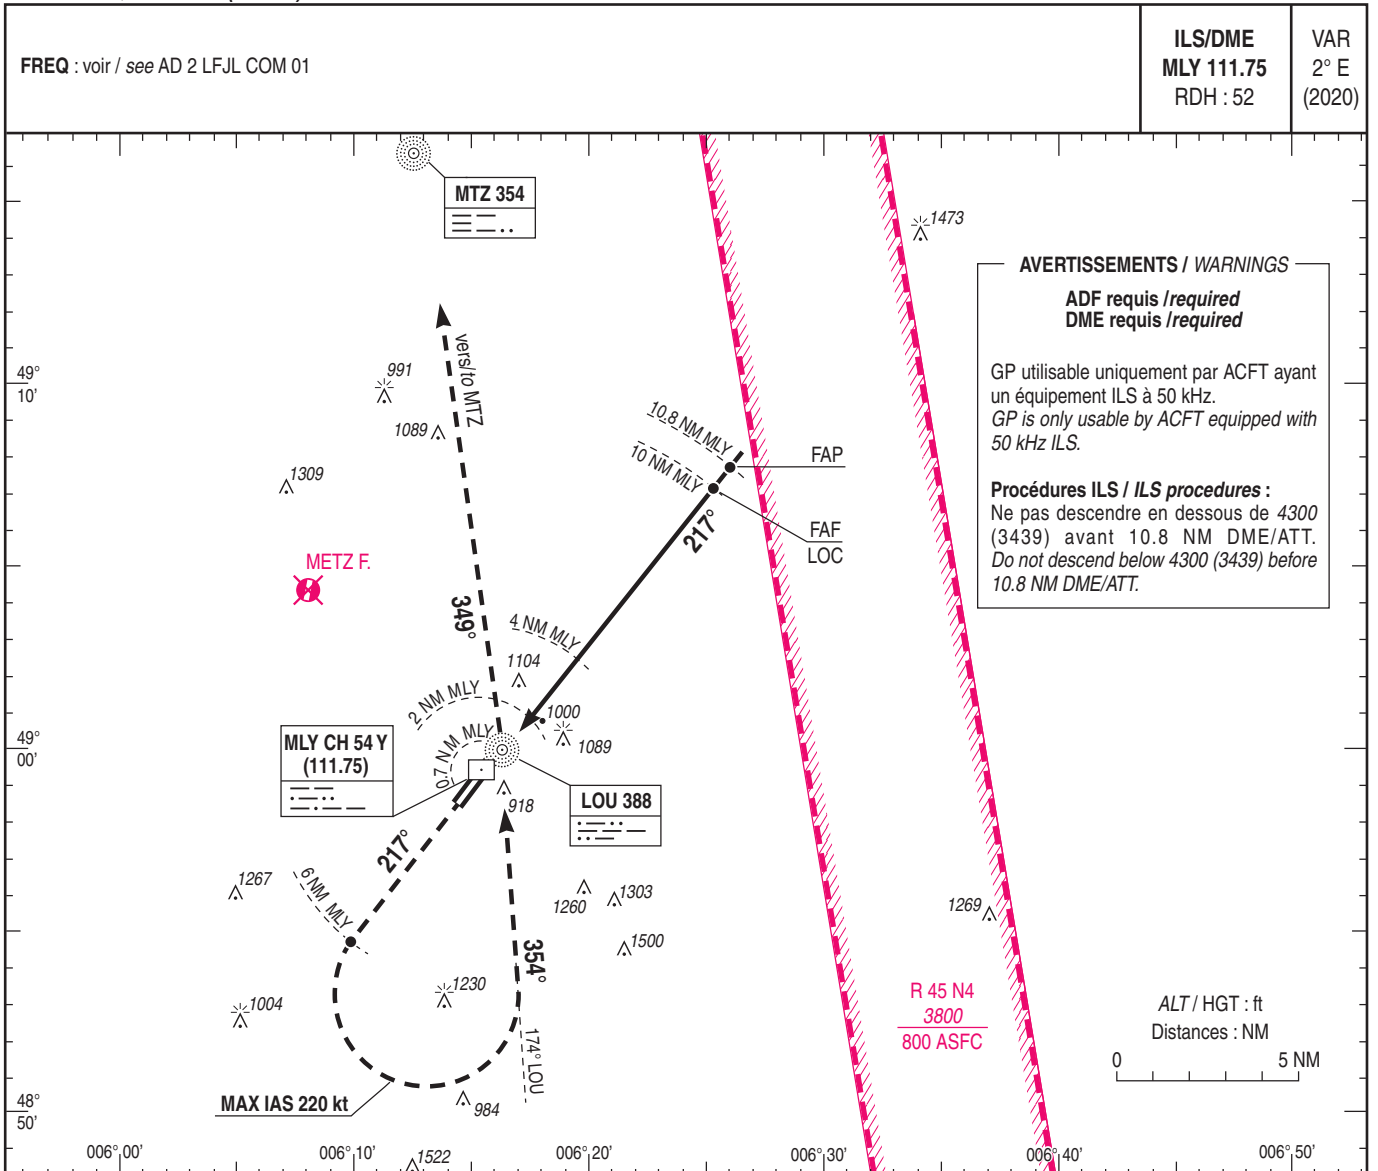 FREQ : voir / see AD 2 LFJL COM 01
ILS/DME
MLY 111.75
RDH : 52
VAR
2° E
(2020)
MTZ 354
1473
AVERTISSEMENTS / WARNINGS
ADF requis /required
DME requis /required
GP utilisable uniquement par ACFT ayant
un équipement ILS à 50 kHz.
GP is only usable by ACFT equipped with
50 kHz ILS.
Procédures ILS / ILS procedures :
Ne pas descendre en dessous de 4300
(3439) avant 10.8 NM DME/ATT.
Do not descend below 4300 (3439) before
10.8 NM DME/ATT.
vers/to MTZ
991
49°
10'
1089
10.8 NM MLY
10 NM MLY
FAP
1309
217°
FAF
LOC
METZ F.
349°
4 NM MLY
1104
2 NM MLY
1000
1089
49°
00'
MLY CH 54 Y
(111.75)
0.7 NM MLY
918
LOU 388
217°
1267
6 NM MLY
1260
1303
1269
1500
354°
1230
1004
R 45 N4
3800
800 ASFC
ALT / HGT : ft
Distances : NM
0
5 NM
174° LOU
MAX IAS 220 kt
984
48°
50'
006° 00'
006° 10'
006° 20'
006° 30'
006° 40'
006° 50'
1522